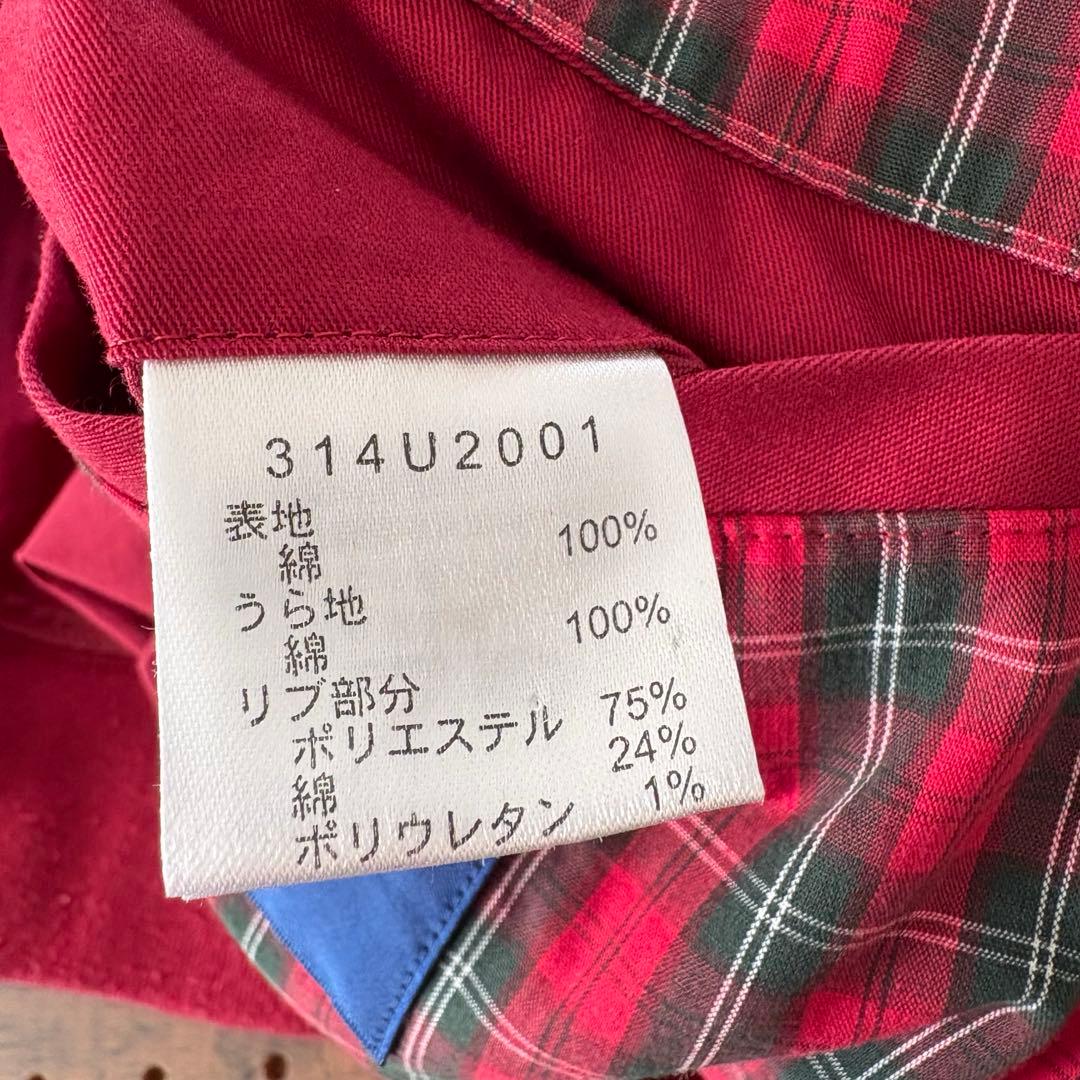 314U2001
表地
綿 100%
うら地
綿 100%
リブ部分
ポリエステル 75%
綿 24%
ポリウレタン 1%